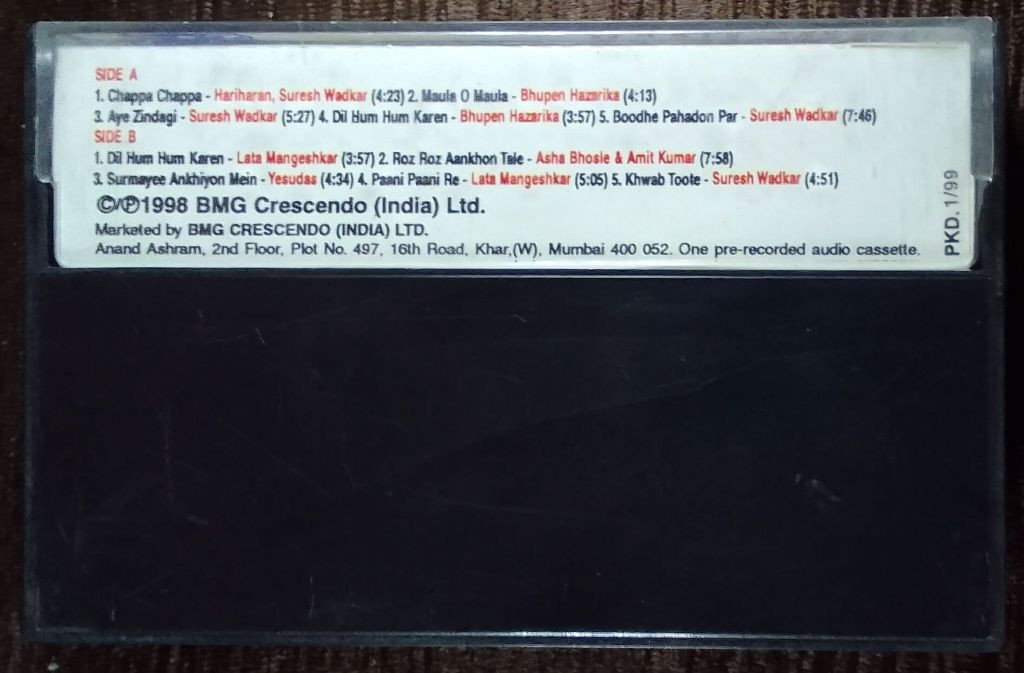 SIDE A
1. Chappa Chappa - Hariharan, Suresh Wadkar (4:23) 2. Maula O Maula - Bhupen Hazarika (4:13)
3. Aye Zindagi - Suresh Wadkar (5:27) 4. Dil Hum Hum Karen - Bhupen Hazarika (3:57) 5. Boodhe Pahadon Par - Suresh Wadkar (7:46)
SIDE B
1. Dil Hum Hum Karen - Lata Mangeshkar (3:57) 2. Roz Roz Aankhon Tale - Asha Bhosle & Amit Kumar (7:58)
3. Surmayee Ankhiyon Mein - Yesudas (4:34) 4. Paani Paani Re - Lata Mangeshkar (5:05) 5. Khwab Toote - Suresh Wadkar (4:51)
©/℗1998 BMG Crescendo (India) Ltd.
Marketed by BMG CRESCENDO (INDIA) LTD.
Anand Ashram, 2nd Floor, Plot No. 497, 16th Road, Khar,(W), Mumbai 400 052. One pre-recorded audio cassette.
PKD. 1/99